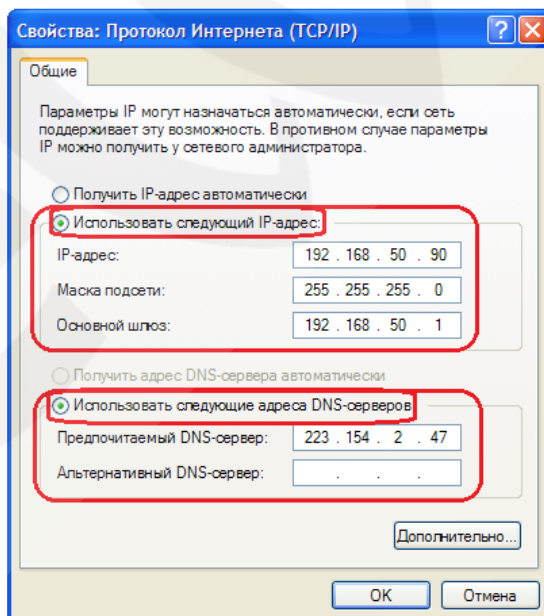 Свойства: Протокол Интернета (TCP/IP)
Общие
Параметры IP могут назначаться автоматически, если сеть
поддерживает эту возможность. В противном случае параметры
IP можно получить у сетевого администратора.
Получить IP-адрес автоматически
Использовать следующий IP-адрес:
IP-адрес: 192 . 168 . 50 . 90
Маска подсети: 255 . 255 . 255 . 0
Основной шлюз: 192 . 168 . 50 . 1
Получить адрес DNS-сервера автоматически
Использовать следующие адреса DNS-серверов
Предпочитаемый DNS-сервер: 223 . 154 . 2 . 47
Альтернативный DNS-сервер: . . .
Дополнительно...
OK Отмена